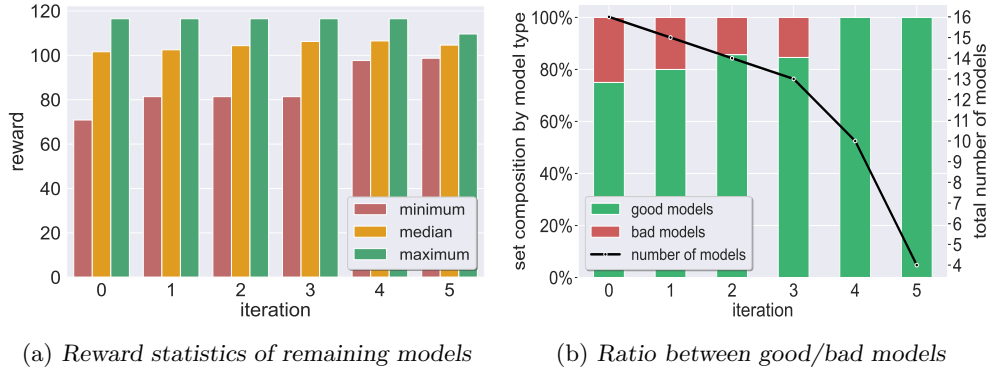 120
100
80
60
40
20
0
reward
0 1 2 3 4 5
iteration
minimum
median
maximum
(a) Reward statistics of remaining models
100%
80%
60%
40%
20%
0%
set composition by model type
0 1 2 3 4 5
iteration
good models
bad models
number of models
16
15
14
13
12
11
10
9
8
7
6
5
4
total number of models
(b) Ratio between good/bad models